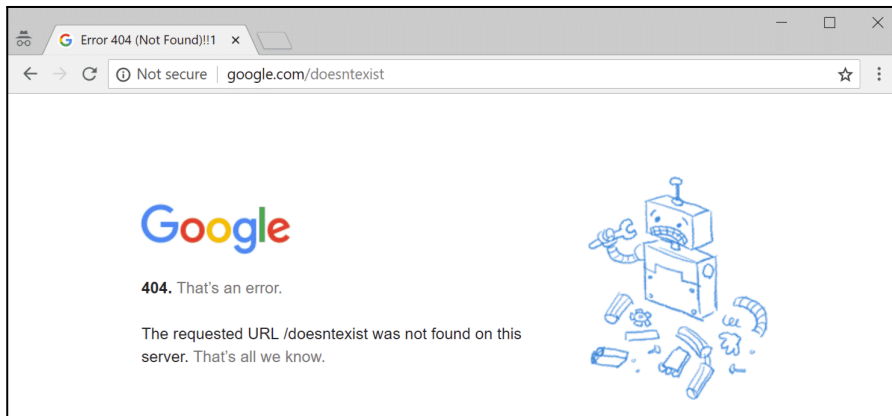 Error 404 (Not Found)!!1
Not secure google.com/doesntexist
Google
404. That's an error.
The requested URL /doesntexist was not found on this
server. That's all we know.